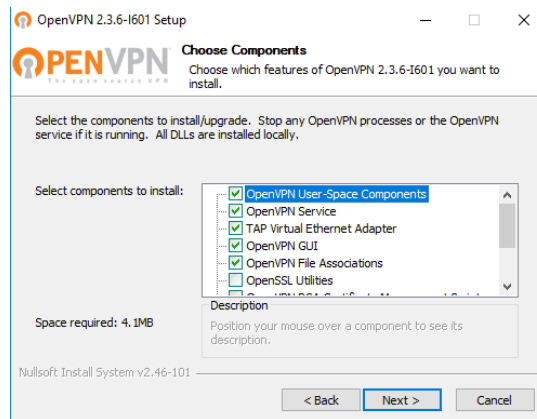 OpenVPN 2.3.6-I601 Setup
OPENVPN
The open source VPN
Choose Components
Choose which features of OpenVPN 2.3.6-I601 you want to
install.
Select the components to install/upgrade. Stop any OpenVPN processes or the OpenVPN
service if it is running. All DLLs are installed locally.
Select components to install:
OpenVPN User-Space Components
OpenVPN Service
TAP Virtual Ethernet Adapter
OpenVPN GUI
OpenVPN File Associations
OpenSSL Utilities
Space required: 4.1MB
Description
Position your mouse over a component to see its
description.
Nullsoft Install System v2.46-101
< Back
Next >
Cancel